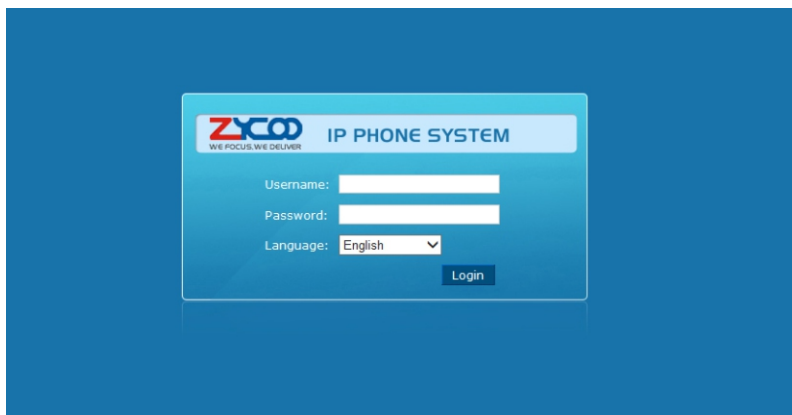 ZYCOO
WE FOCUS, WE DELIVER
IP PHONE SYSTEM
Username:
Password:
Language: English
Login